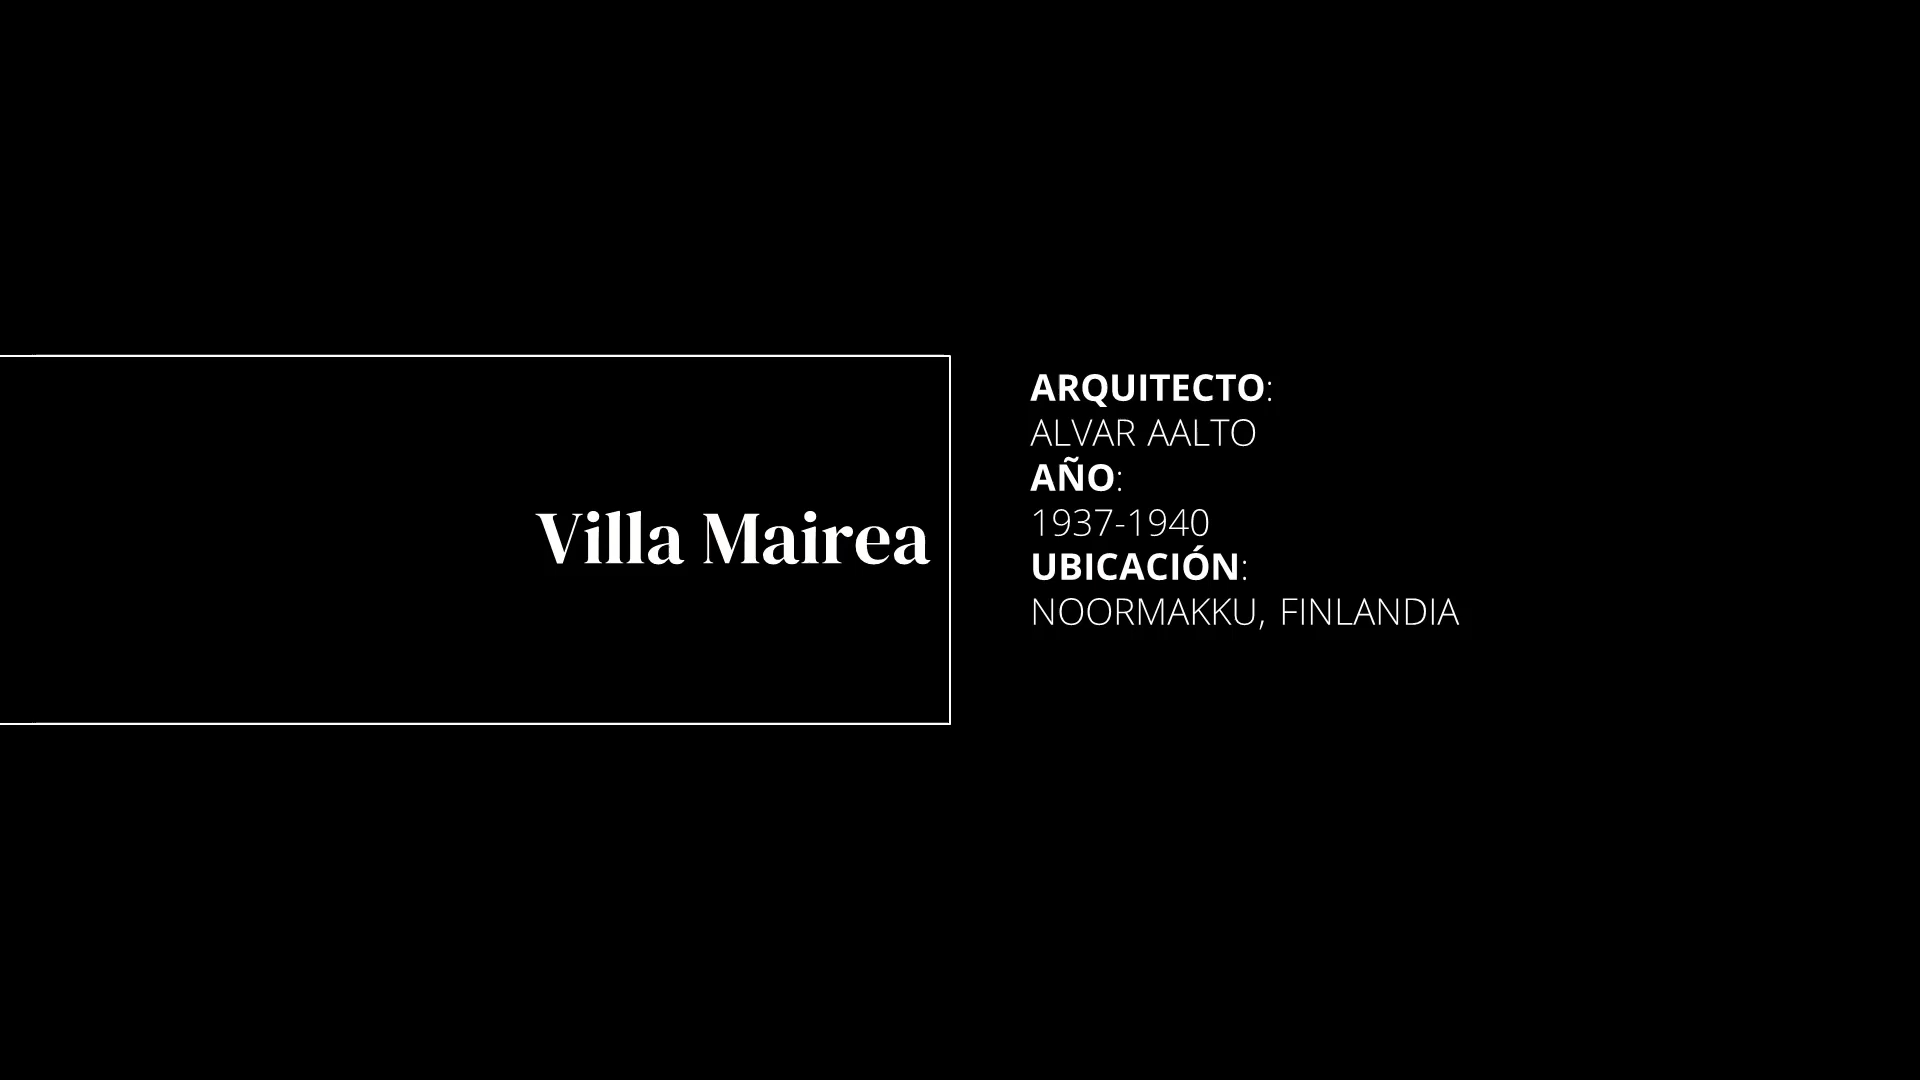 Villa Mairea
ARQUITECTO:
ALVAR AALTO
AÑO:
1937-1940
UBICACIÓN:
NOORMAKKU, FINLANDIA